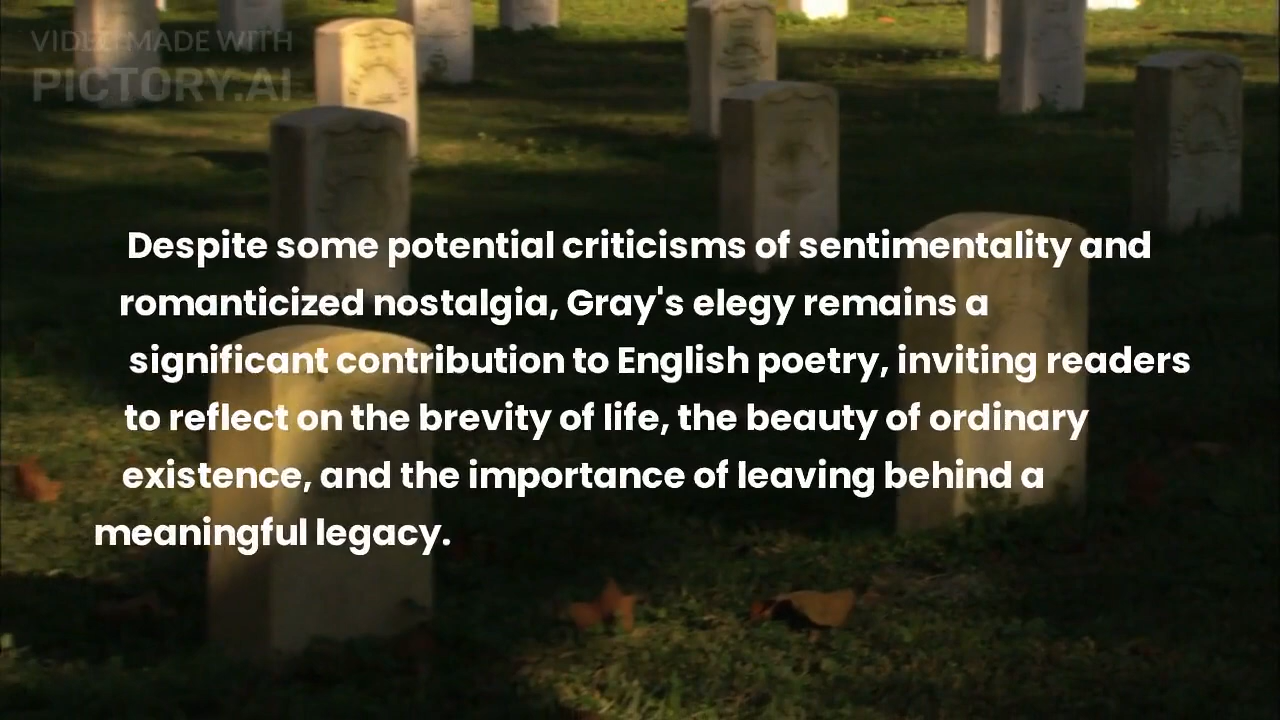 VIDEO MADE WITH
PICTORY.AI
Despite some potential criticisms of sentimentality and
romanticized nostalgia, Gray's elegy remains a
significant contribution to English poetry, inviting readers
to reflect on the brevity of life, the beauty of ordinary
existence, and the importance of leaving behind a
meaningful legacy.